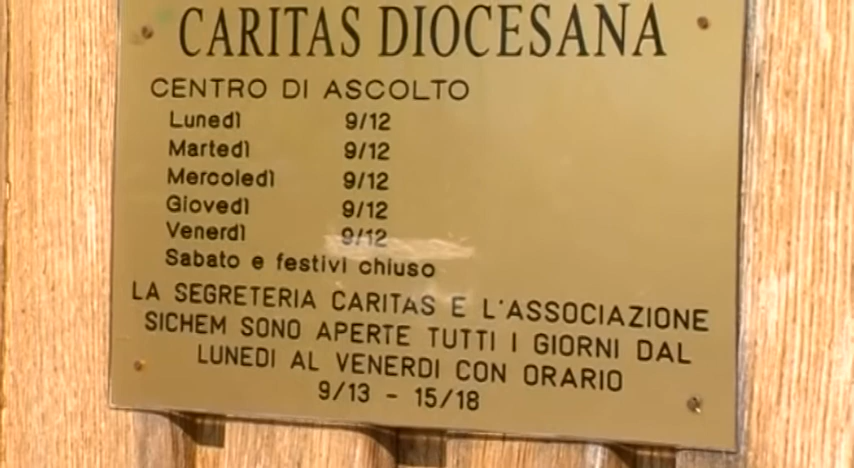 CARITAS DIOCESANA
CENTRO DI ASCOLTO
Lunedì 9/12
Martedì 9/12
Mercoledì 9/12
Giovedì 9/12
Venerdì 9/12
Sabato e festivi chiuso
LA SEGRETERIA CARITAS E L'ASSOCIAZIONE
SICHEM SONO APERTE TUTTI I GIORNI DAL
LUNEDI AL VENERDI CON ORARIO
9/13 - 15/18